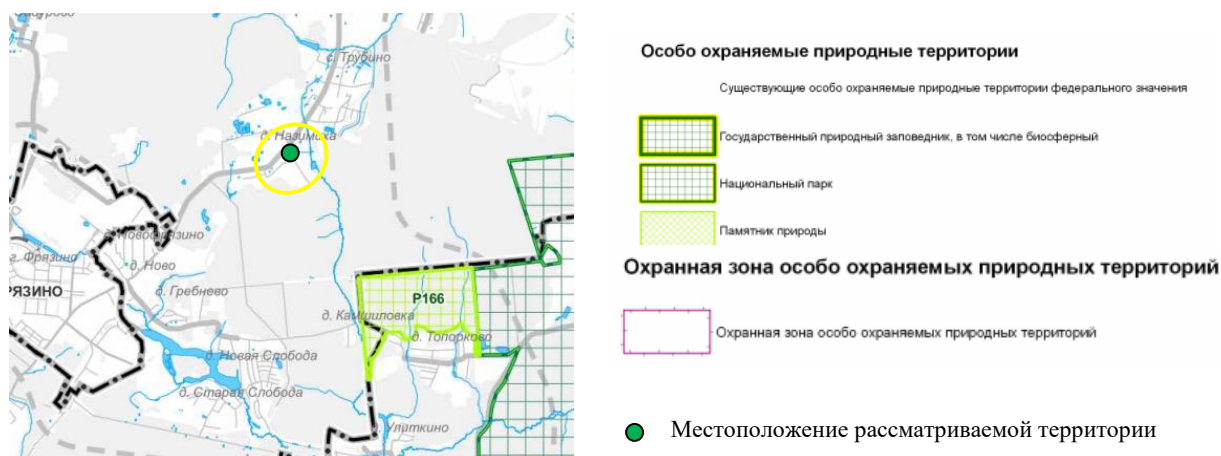 с. Трубино
д. Назимиха
д. Новофрязино
г. Фрязино
д. Ново
РЯЗИНО
д. Гребнево
Р166
д. Камшиловка
д. Топорково
д. Новая Слобода
д. Старая Слобода
Улиткино
Особо охраняемые природные территории
Существующие особо охраняемые природные территории федерального значения
Государственный природный заповедник, в том числе биосферный
Национальный парк
Памятник природы
Охранная зона особо охраняемых природных территорий
Охранная зона особо охраняемых природных территорий
Местоположение рассматриваемой территории